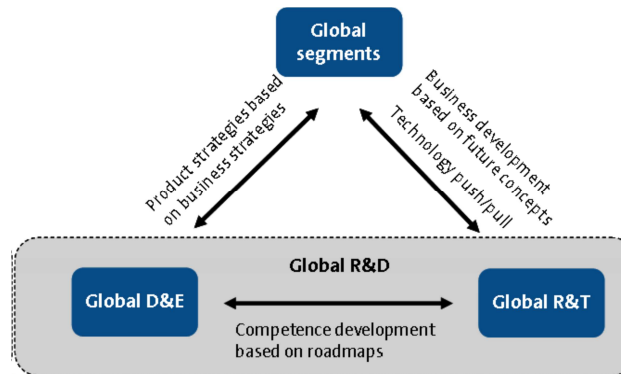 Global
segments
Product strategies based
on business strategies
Business development
based on future concepts
Technology push/pull
Global R&D
Global D&E
Global R&T
Competence development
based on roadmaps